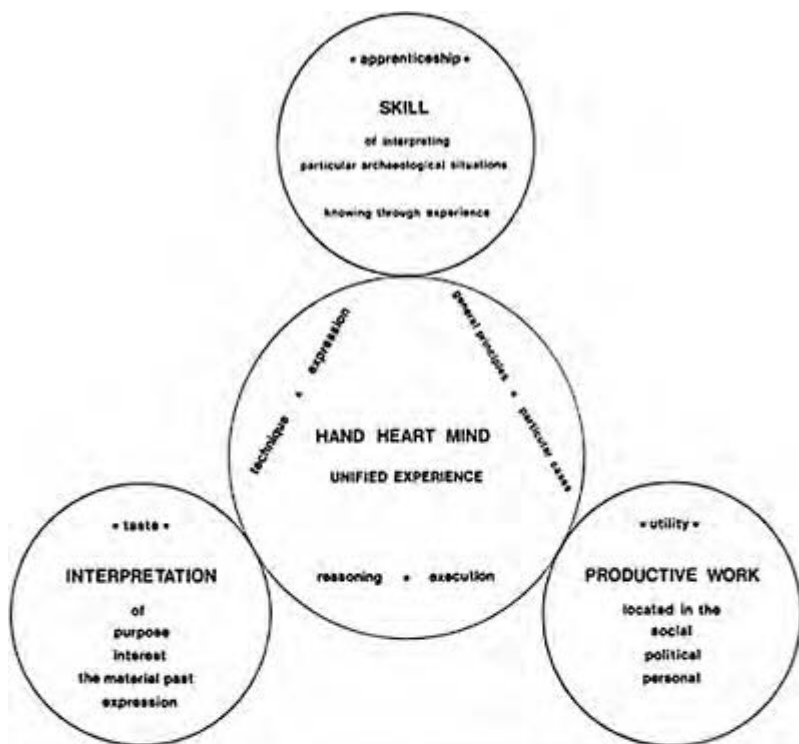 • apprenticeship •
SKILL
of interpreting
particular archaeological situations
knowing through experience
technique • expression
general principles • particular cases
HAND HEART MIND
UNIFIED EXPERIENCE
reasoning • execution
• taste •
INTERPRETATION
of
purpose
interest
the material past
expression
• utility •
PRODUCTIVE WORK
located in the
social
political
personal